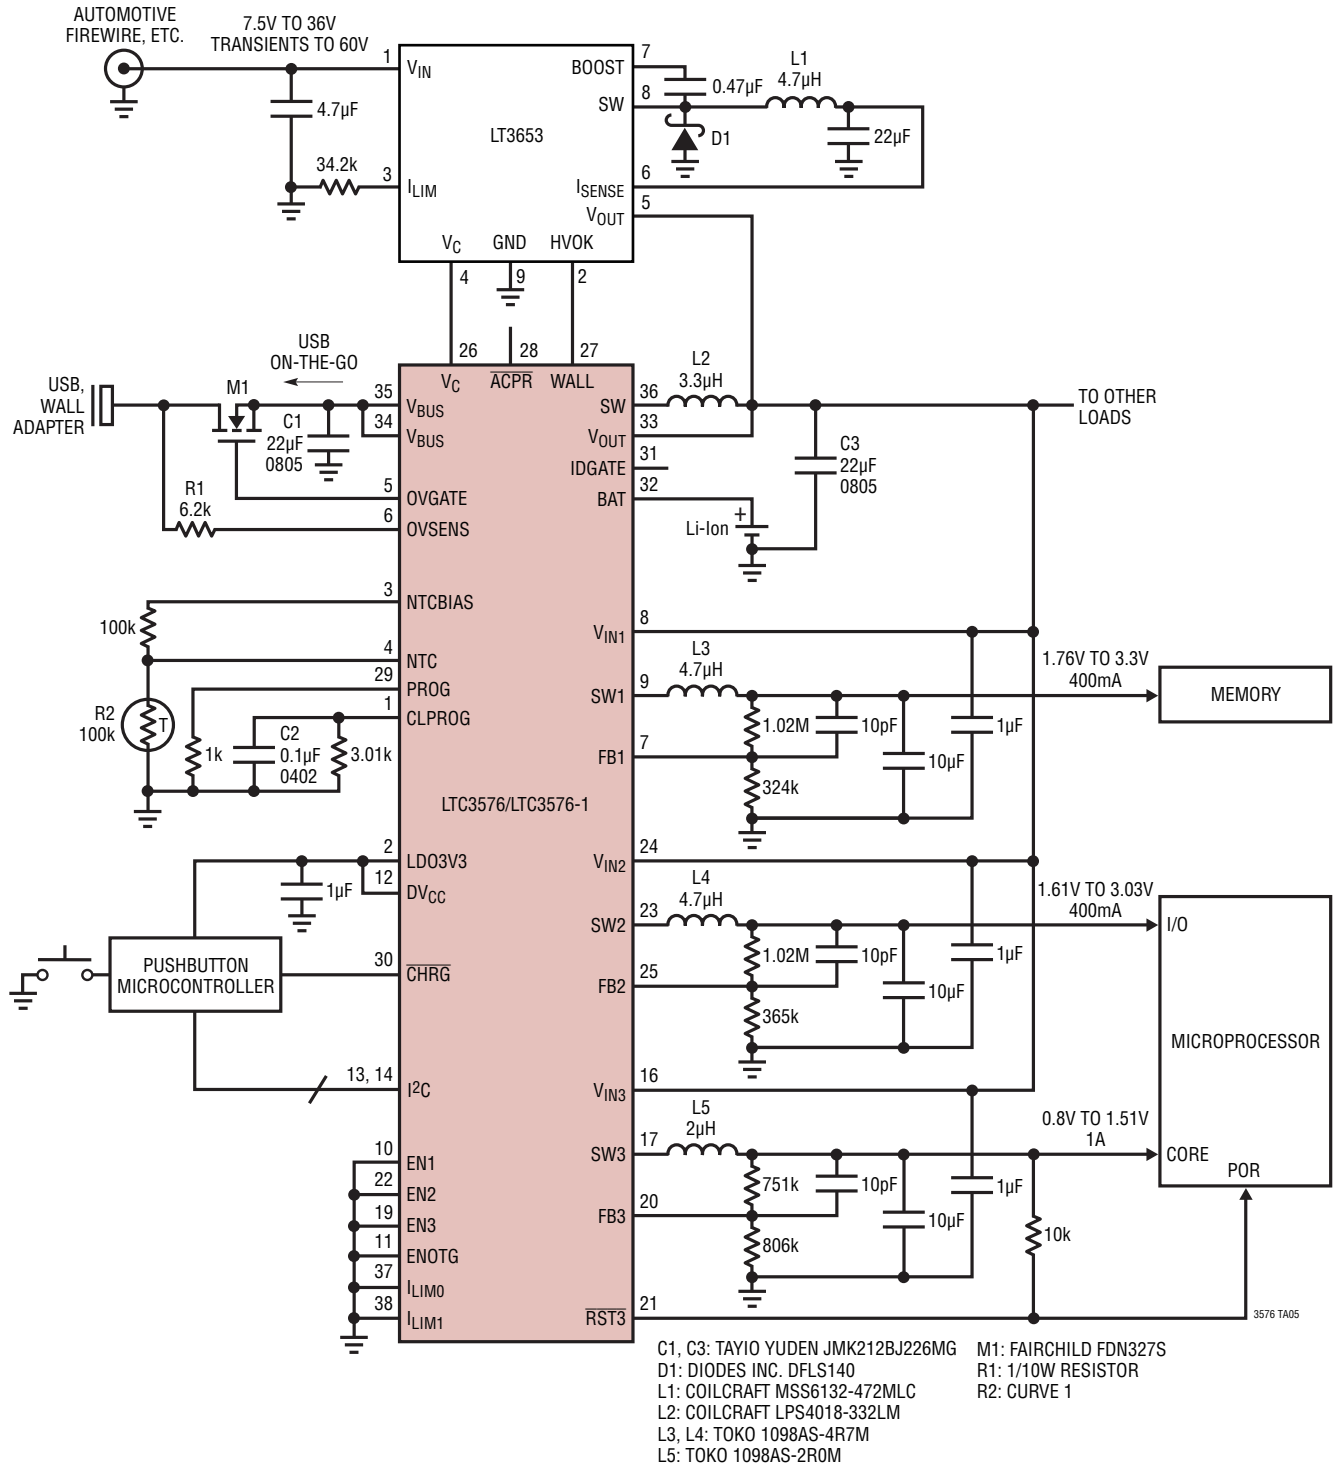 AUTOMOTIVE
FIREWIRE, ETC.
7.5V TO 36V
TRANSIENTS TO 60V
4.7µF
34.2k
1
3
VIN
ILIM
LT3653
BOOST
SW
ISENSE
VOUT
VC
GND
HVOK
7
8
6
5
4
9
2
0.47µF
D1
L1
4.7µH
22µF
26
28
27
VC
ACPR
WALL
USB
ON-THE-GO
USB,
WALL
ADAPTER
M1
C1
22µF
0805
R1
6.2k
35
VBUS
34
VBUS
5
OVGATE
6
OVSENS
3
NTCBIAS
4
NTC
29
PROG
1
CLPROG
100k
R2
100k
T
1k
C2
0.1µF
0402
3.01k
LTC3576/LTC3576-1
2
LDO3V3
12
DVCC
1µF
PUSHBUTTON
MICROCONTROLLER
30
CHRG
13, 14
I2C
10
EN1
22
EN2
19
EN3
11
ENOTG
37
ILIM0
38
ILIM1
SW
36
L2
3.3µH
VOUT
33
IDGATE
31
BAT
32
+
Li-Ion
C3
22µF
0805
TO OTHER
LOADS
VIN1
8
SW1
9
L3
4.7µH
FB1
7
1.02M
324k
10pF
10µF
1µF
1.76V TO 3.3V
400mA
MEMORY
VIN2
24
SW2
23
L4
4.7µH
FB2
25
1.02M
365k
10pF
10µF
1µF
1.61V TO 3.03V
400mA
I/O
MICROPROCESSOR
CORE
POR
VIN3
16
SW3
17
L5
2µH
FB3
20
751k
806k
10pF
10µF
1µF
0.8V TO 1.51V
1A
10k
RST3
21
3576 TA05
C1, C3: TAYIO YUDEN JMK212BJ226MG
D1: DIODES INC. DFLS140
L1: COILCRAFT MSS6132-472MLC
L2: COILCRAFT LPS4018-332LM
L3, L4: TOKO 1098AS-4R7M
L5: TOKO 1098AS-2R0M
M1: FAIRCHILD FDN327S
R1: 1/10W RESISTOR
R2: CURVE 1